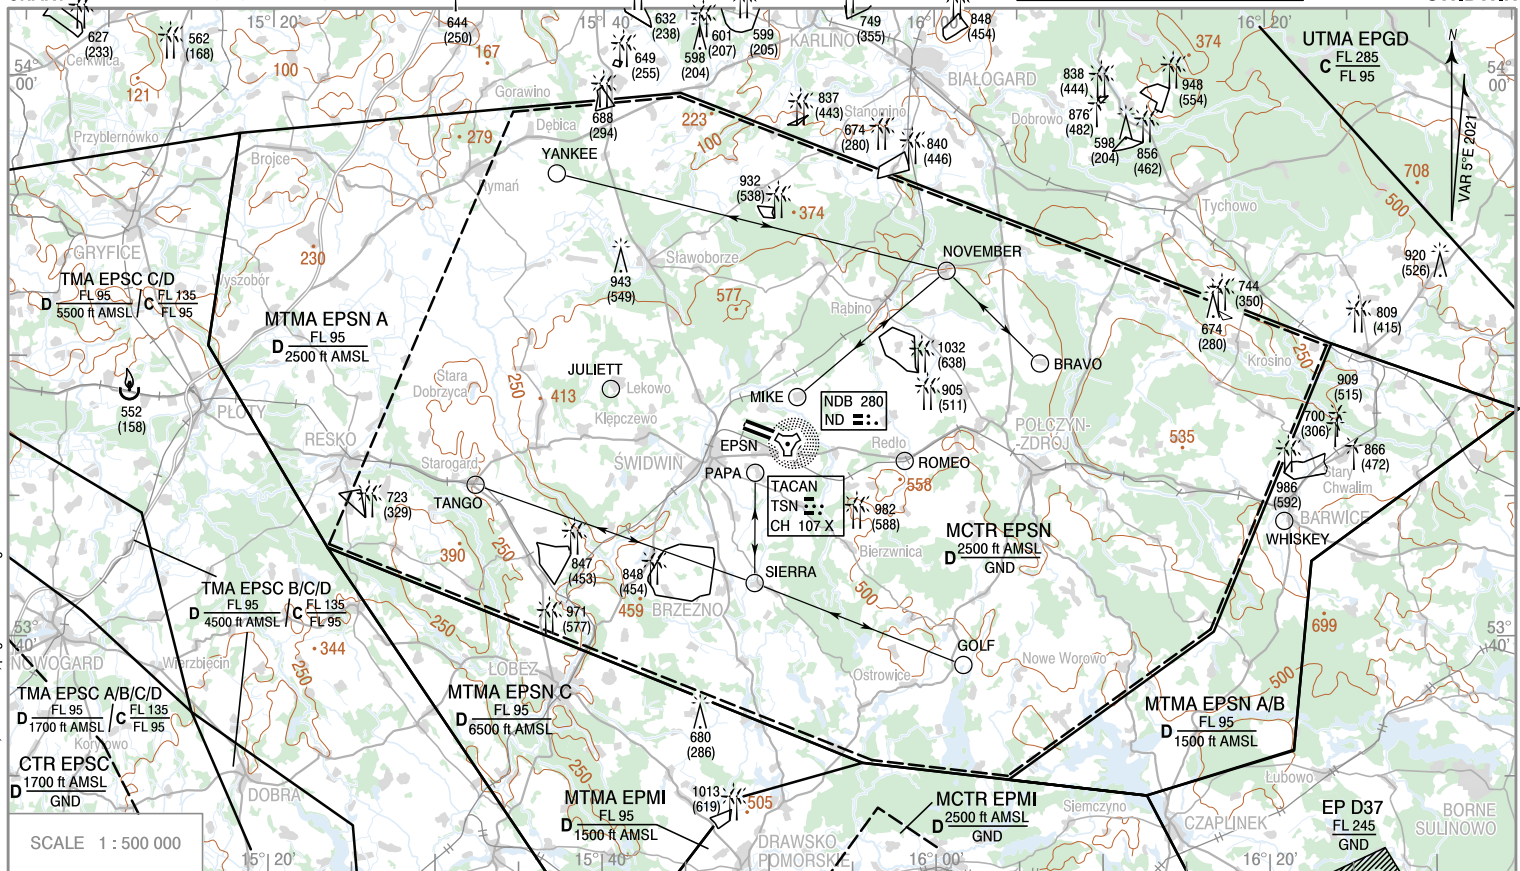 15° 20'
15° 40'
16° 00'
16° 20'
627
(233)
562
(168)
644
(250)
167
632
(238)
649
(255)
601
(207)
598
(204)
599
(205)
749
(355)
848
(454)
KARLINO
374
UTMA EPGD
C FL 285
FL 95
N
VAR 5°E 2021
54°
00'
Cerkwica
121
100
Gorawino
BIAŁOGARD
838
(444)
948
(554)
876
(482)
Dobrowo
598
(204)
856
(462)
54°
00'
Przybiernówko
279
Dębica
688
(294)
223
100
837
(443)
Stanomino
674
(280)
840
(446)
Brojce
YANKEE
Rymań
932
(538)
374
708
500
Tychowo
GRYFICE
230
943
(549)
Sławoborze
NOVEMBER
920
(526)
TMA EPSC C/D
D FL 95
5500 ft AMSL
/ C FL 135
FL 95
Wyszobór
577
Rąbino
744
(350)
674
(280)
809
(415)
MTMA EPSN A
D FL 95
2500 ft AMSL
1032
(638)
Krosino
250
JULIETT
Lekowo
Stara
Dobrzyca
250
413
Klępczewo
MIKE
NDB 280
ND
905
(511)
BRAVO
909
(515)
700
(306)
552
(158)
PŁOTY
RESKO
EPSN
Redło
POŁCZYN-
-ZDRÓJ
535
866
(472)
Starogard
ŚWIDWIN
PAPA
ROMEO
558
Stary
Chwalim
986
(592)
723
(329)
TANGO
TACAN
TSN
CH 107 X
982
(588)
BARWICE
WHISKEY
MCTR EPSN
D 2500 ft AMSL
GND
Bierzwnica
390
250
847
(453)
848
(454)
SIERRA
500
TMA EPSC B/C/D
D FL 95
4500 ft AMSL
/ C FL 135
FL 95
459
BRZEŻNO
971
(577)
699
53°
40'
250
GOLF
53°
40'
NOWOGARD
Wierzbięcin
344
250
ŁOBEZ
Ostrowice
Nowe Worowo
500
TMA EPSC A/B/C/D
D FL 95
1700 ft AMSL
/ C FL 135
FL 95
MTMA EPSN C
D FL 95
6500 ft AMSL
MTMA EPSN A/B
D FL 95
1500 ft AMSL
680
(286)
Korytowo
CTR EPSC
D 1700 ft AMSL
GND
250
Łubowo
DOBRA
MTMA EPMI
D FL 95
1500 ft AMSL
1013
(619)
505
MCTR EPMI
D 2500 ft AMSL
GND
Siemczyno
CZAPLINEK
EP D37
FL 245
GND
BORNE
SULINOWO
SCALE 1 : 500 000
DRAWSKO
POMORSKIE
15° 20'
15° 40'
16° 00'
16° 20'